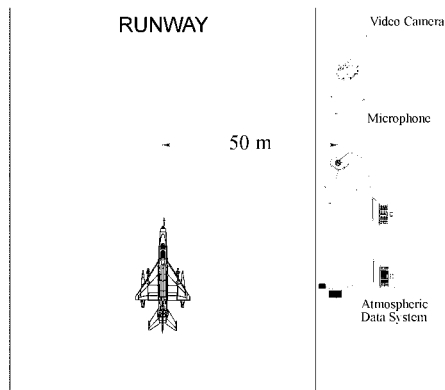 RUNWAY
Video Camera
Microphone
50 m
Atmospheric
Data System